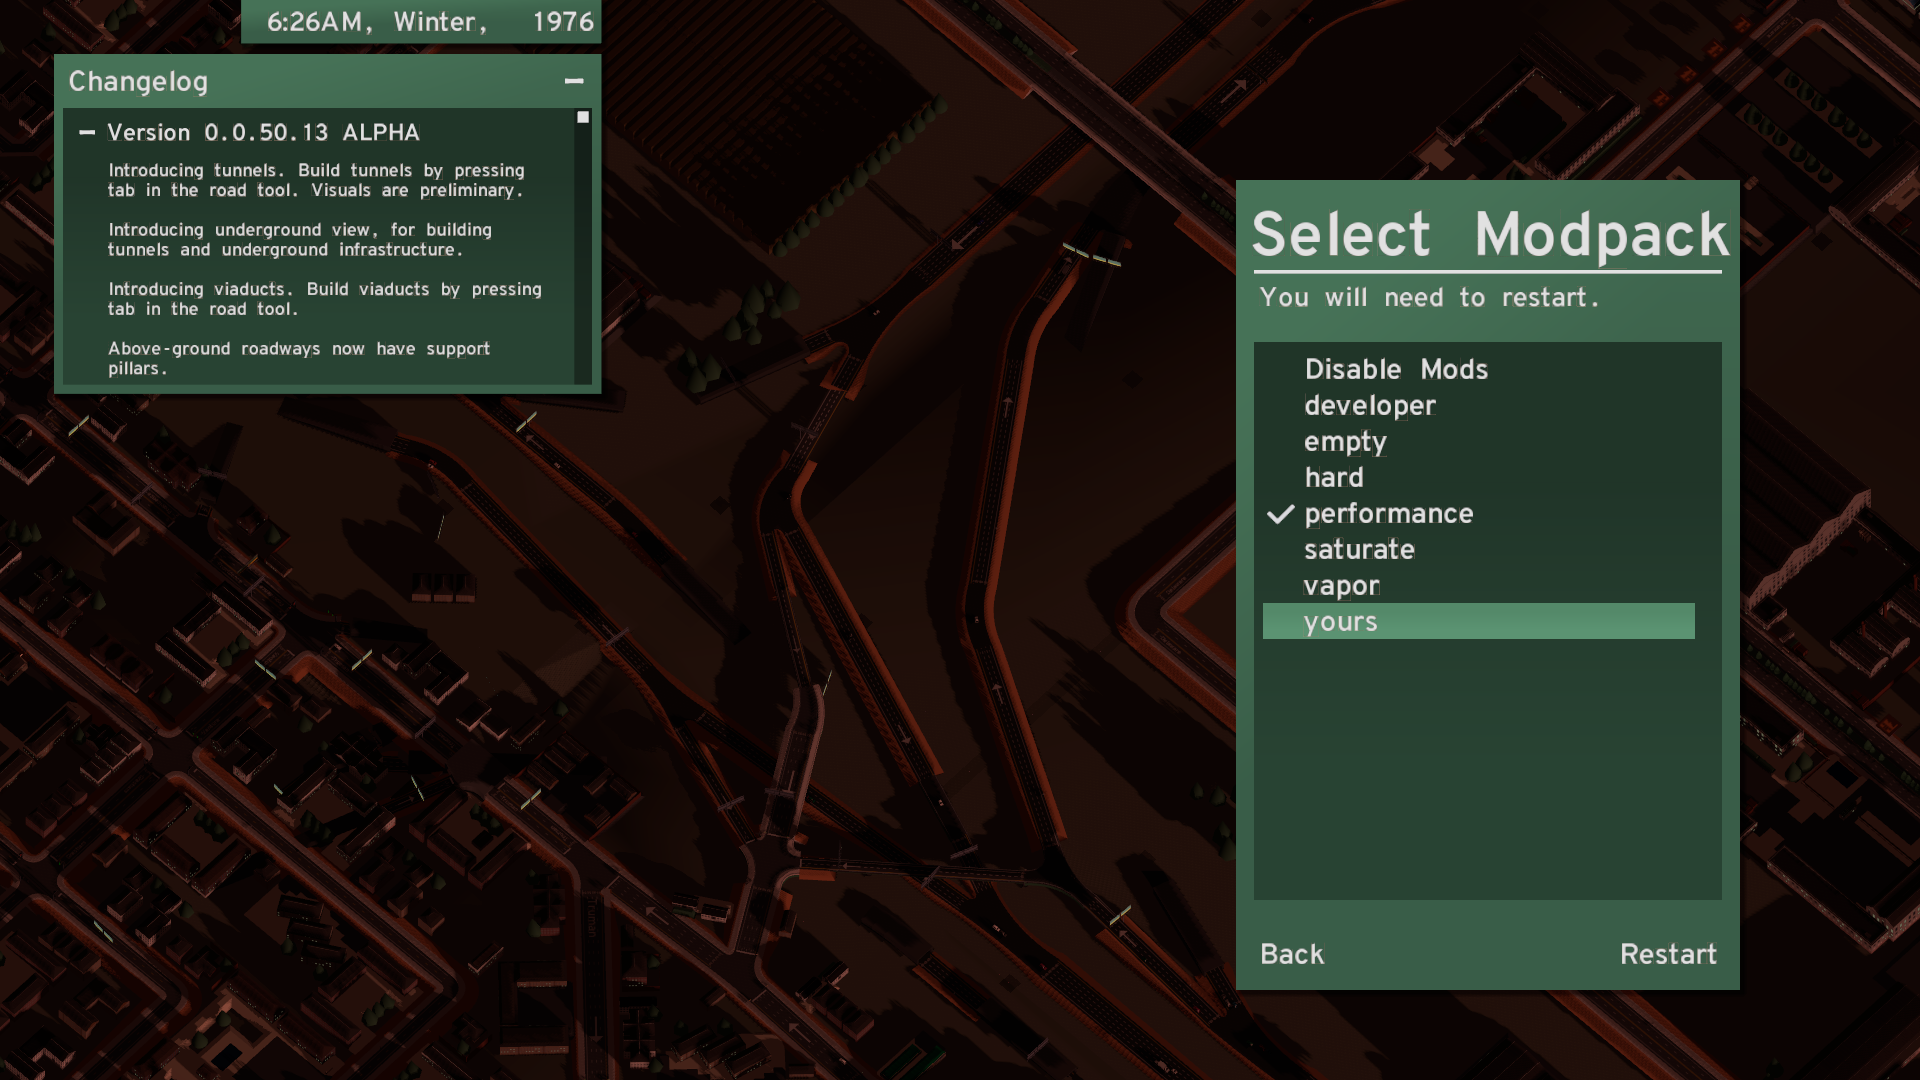 6:26AM, Winter, 1976
Changelog
Version 0.0.50.13 ALPHA
Introducing tunnels. Build tunnels by pressing
tab in the road tool. Visuals are preliminary.
Introducing underground view, for building
tunnels and underground infrastructure.
Introducing viaducts. Build viaducts by pressing
tab in the road tool.
Above-ground roadways now have support
pillars.
Select Modpack
You will need to restart.
Disable Mods
developer
empty
hard
performance
saturate
vapor
yours
Back
Restart